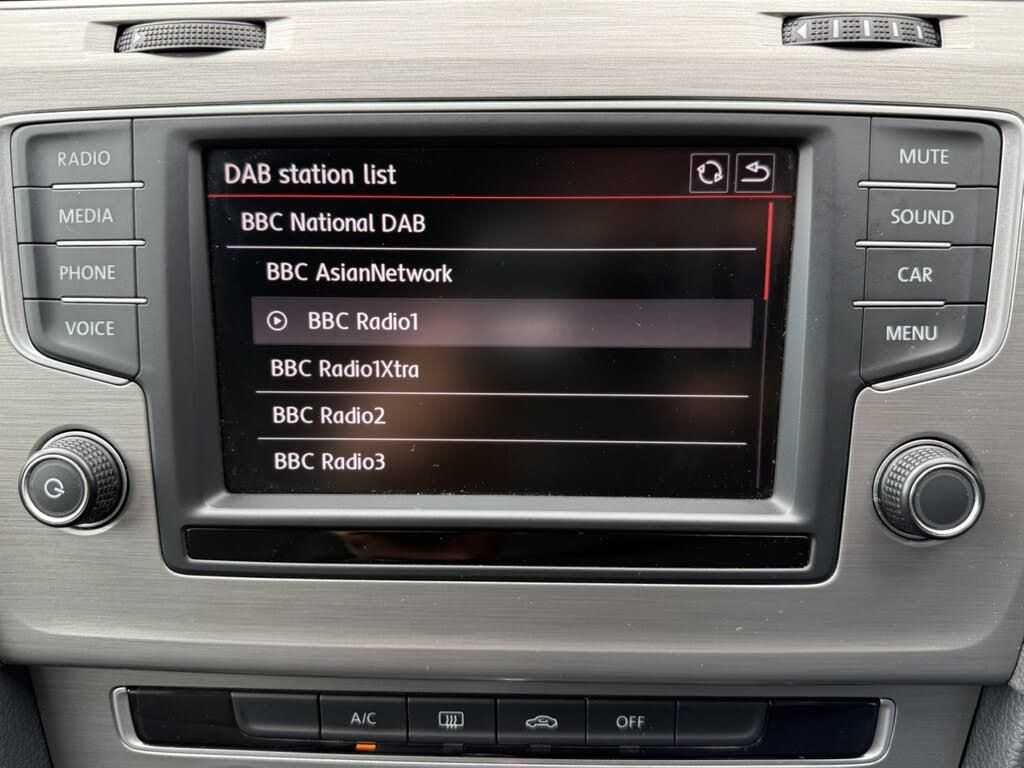 RADIO
MEDIA
PHONE
VOICE
DAB station list
BBC National DAB
BBC AsianNetwork
BBC Radio1
BBC Radio1Xtra
BBC Radio2
BBC Radio3
MUTE
SOUND
CAR
MENU
A/C
OFF